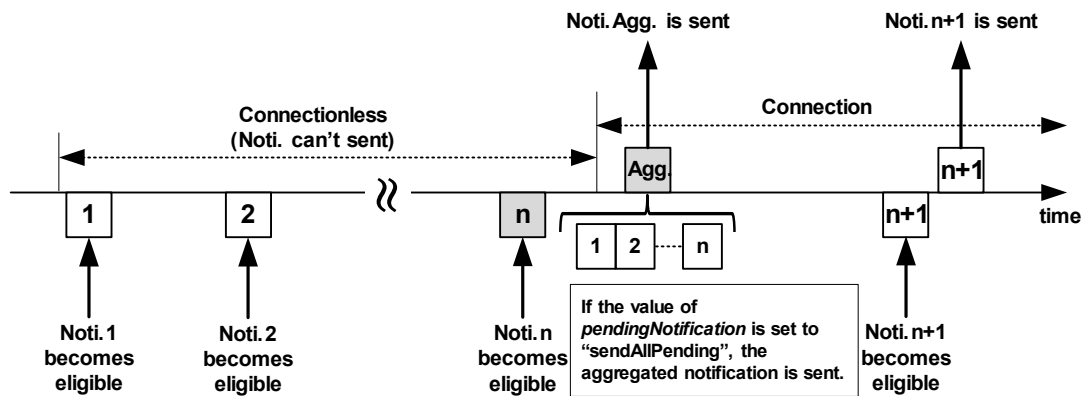 Noti. Agg. is sent
Noti. n+1 is sent
Connectionless
(Noti. can't sent)
Connection
Agg.
n+1
1
2
n
n+1
time
1
2
n
Noti. 1
becomes
eligible
Noti. 2
becomes
eligible
Noti. n
becomes
eligible
If the value of
pendingNotification is set to
“sendAllPending”, the
aggregated notification is sent.
Noti. n+1
becomes
eligible